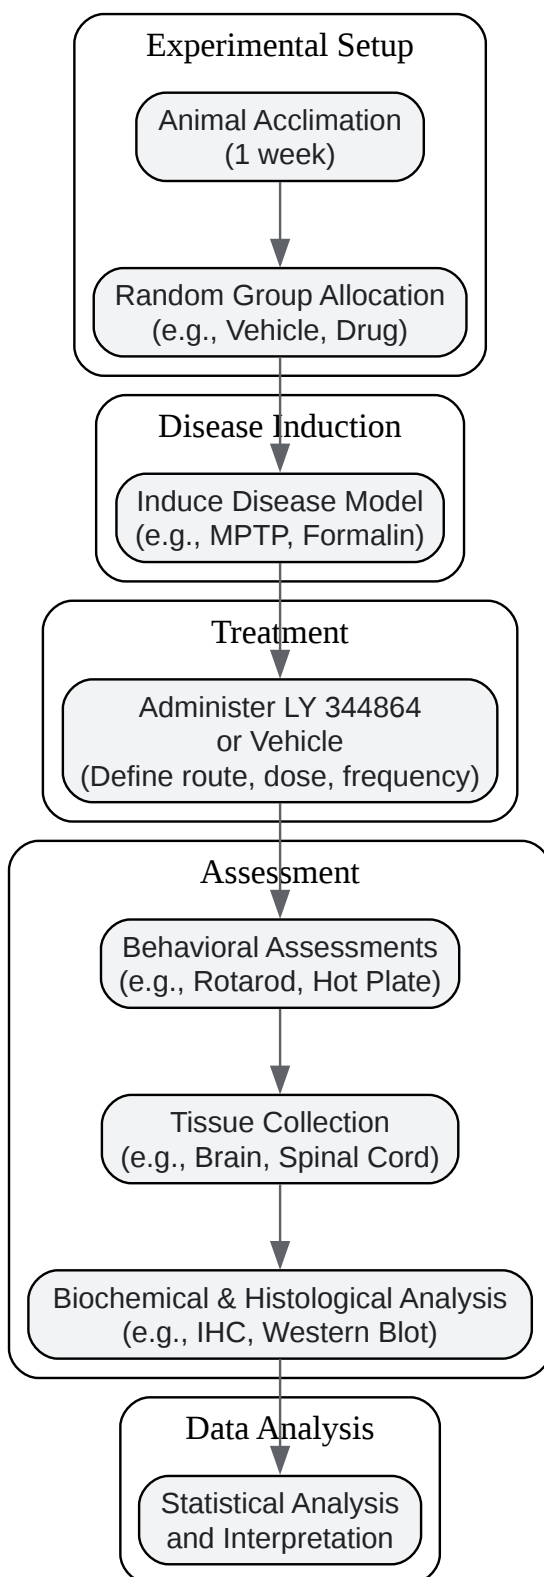 Experimental Setup
Animal Acclimation
(1 week)
Random Group Allocation
(e.g., Vehicle, Drug)
Disease Induction
Induce Disease Model
(e.g., MPTP, Formalin)
Treatment
Administer LY 344864
or Vehicle
(Define route, dose, frequency)
Assessment
Behavioral Assessments
(e.g., Rotarod, Hot Plate)
Tissue Collection
(e.g., Brain, Spinal Cord)
Biochemical & Histological Analysis
(e.g., IHC, Western Blot)
Data Analysis
Statistical Analysis
and Interpretation